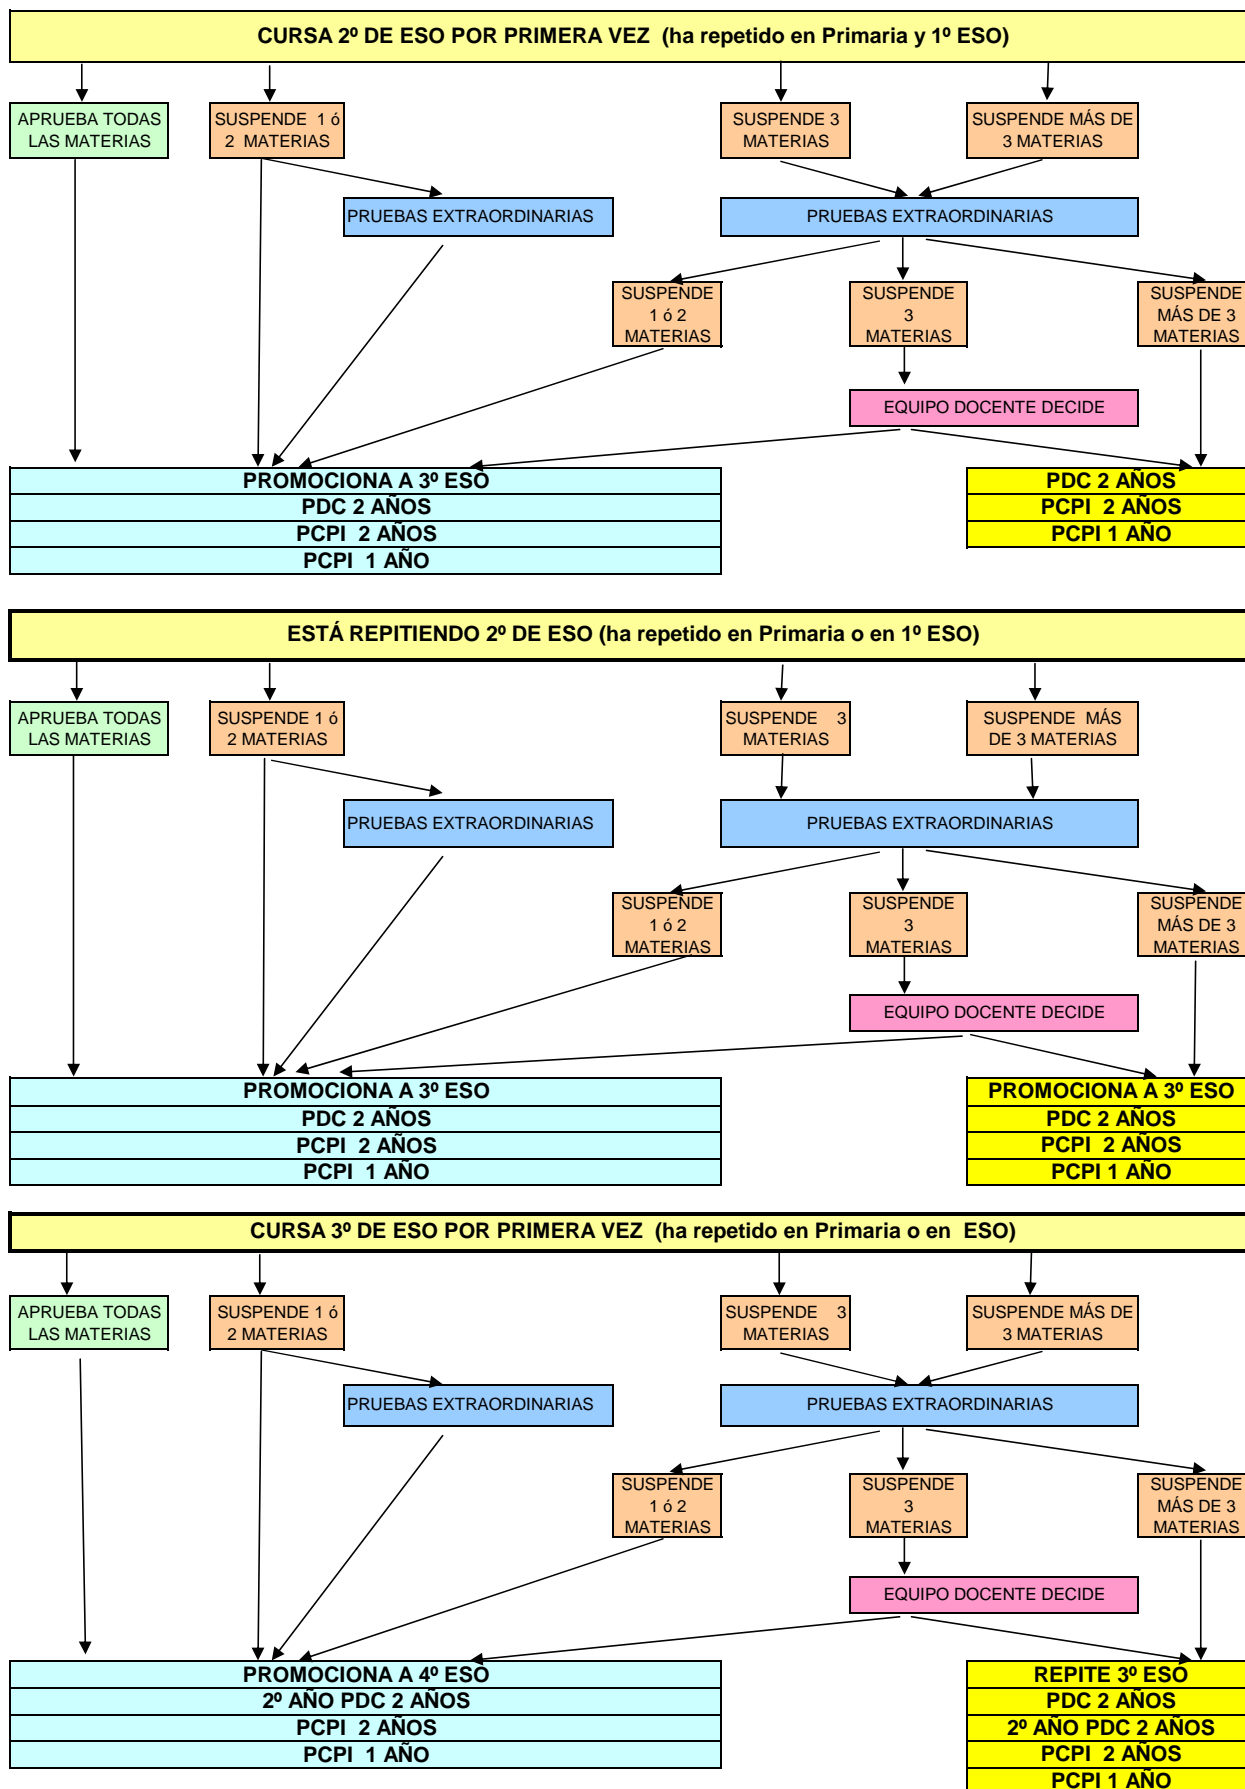 CURSA 2º DE ESO POR PRIMERA VEZ (ha repetido en Primaria y 1º ESO)
APRUEBA TODAS
LAS MATERIAS
SUSPENDE 1 ó
2 MATERIAS
SUSPENDE 3
MATERIAS
SUSPENDE MÁS DE
3 MATERIAS
PRUEBAS EXTRAORDINARIAS
PRUEBAS EXTRAORDINARIAS
SUSPENDE
1 ó 2
MATERIAS
SUSPENDE
3
MATERIAS
SUSPENDE
MÁS DE 3
MATERIAS
EQUIPO DOCENTE DECIDE
PROMOCIONA A 3º ESO
PDC 2 AÑOS
PCPI 2 AÑOS
PCPI 1 AÑO
PDC 2 AÑOS
PCPI 2 AÑOS
PCPI 1 AÑO
ESTÁ REPITIENDO 2º DE ESO (ha repetido en Primaria o en 1º ESO)
APRUEBA TODAS
LAS MATERIAS
SUSPENDE 1 ó
2 MATERIAS
SUSPENDE 3
MATERIAS
SUSPENDE MÁS
DE 3 MATERIAS
PRUEBAS EXTRAORDINARIAS
PRUEBAS EXTRAORDINARIAS
SUSPENDE
1 ó 2
MATERIAS
SUSPENDE
3
MATERIAS
SUSPENDE
MÁS DE 3
MATERIAS
EQUIPO DOCENTE DECIDE
PROMOCIONA A 3º ESO
PDC 2 AÑOS
PCPI 2 AÑOS
PCPI 1 AÑO
PROMOCIONA A 3º ESO
PDC 2 AÑOS
PCPI 2 AÑOS
PCPI 1 AÑO
CURSA 3º DE ESO POR PRIMERA VEZ (ha repetido en Primaria o en ESO)
APRUEBA TODAS
LAS MATERIAS
SUSPENDE 1 ó
2 MATERIAS
SUSPENDE 3
MATERIAS
SUSPENDE MÁS DE
3 MATERIAS
PRUEBAS EXTRAORDINARIAS
PRUEBAS EXTRAORDINARIAS
SUSPENDE
1 ó 2
MATERIAS
SUSPENDE
3
MATERIAS
SUSPENDE
MÁS DE 3
MATERIAS
EQUIPO DOCENTE DECIDE
PROMOCIONA A 4º ESO
2º AÑO PDC 2 AÑOS
PCPI 2 AÑOS
PCPI 1 AÑO
REPITE 3º ESO
PDC 2 AÑOS
2º AÑO PDC 2 AÑOS
PCPI 2 AÑOS
PCPI 1 AÑO